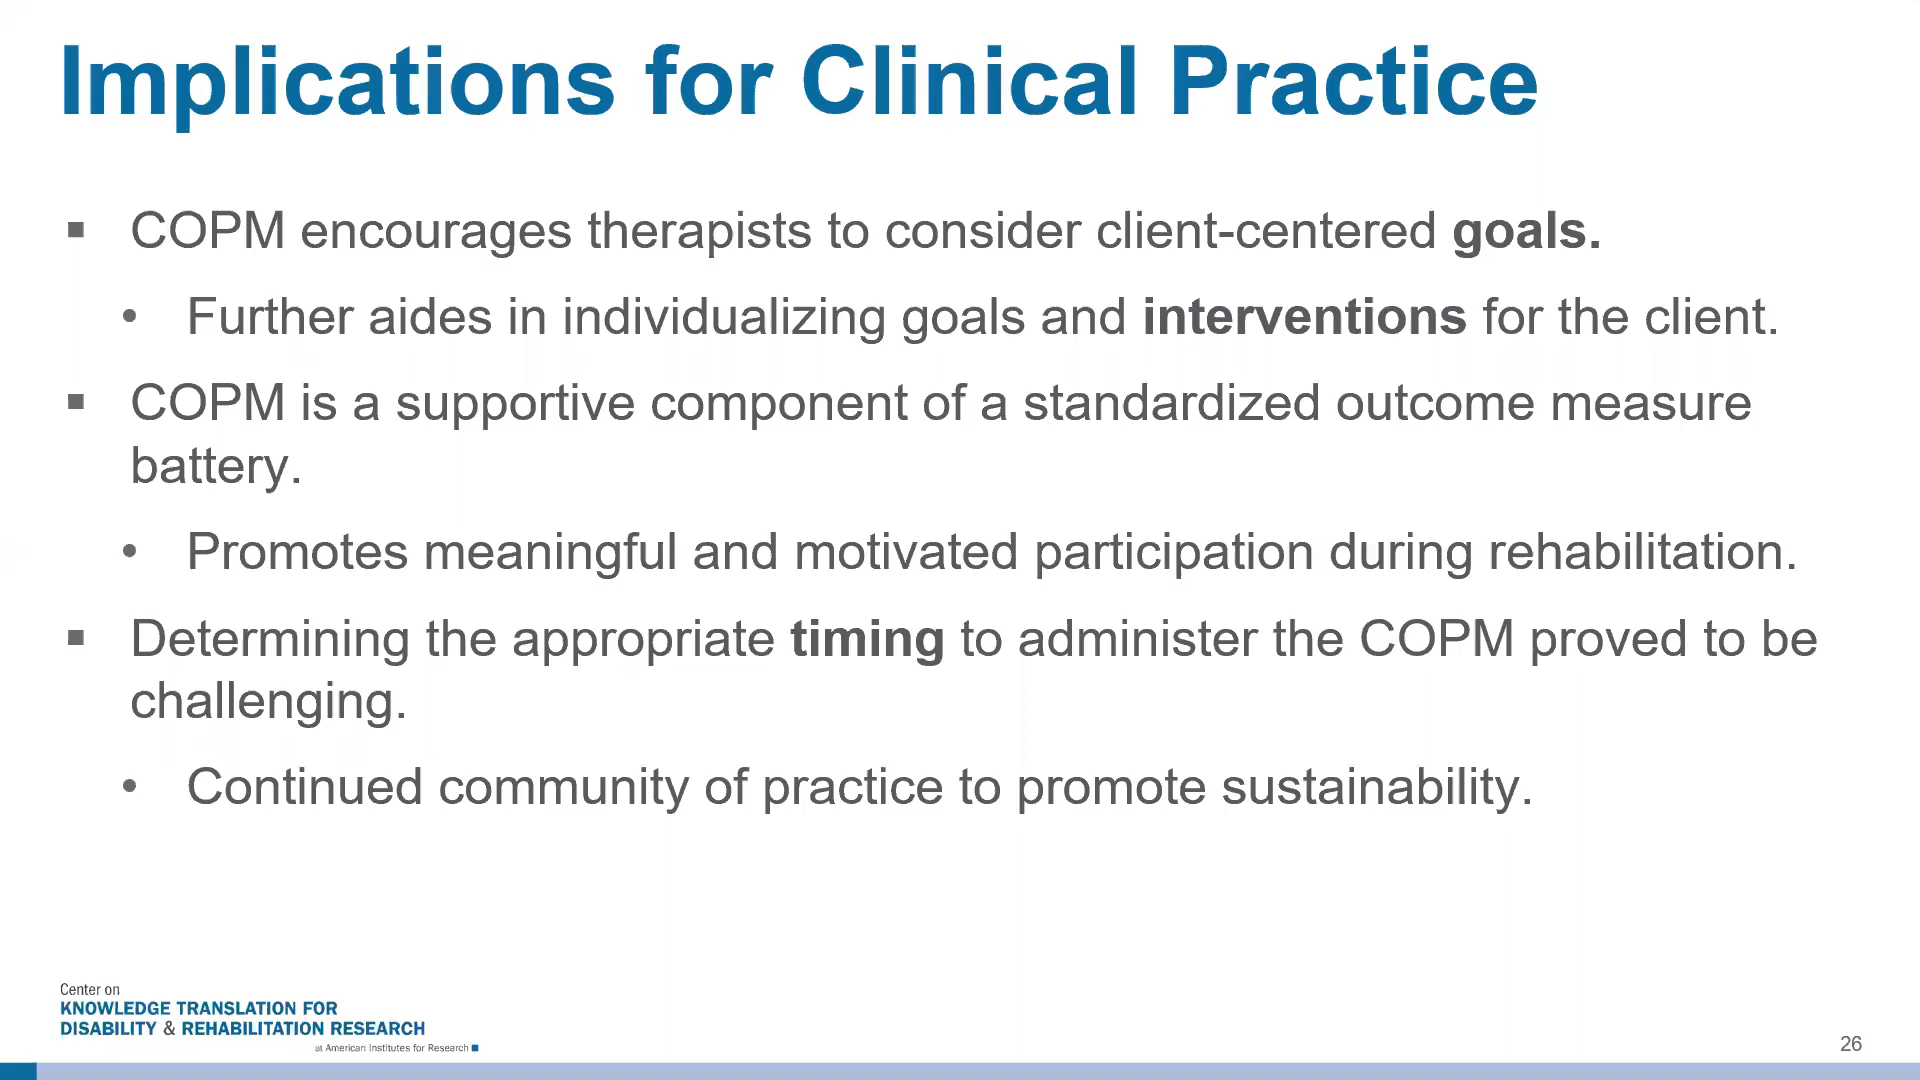 Implications for Clinical Practice
▪ COPM encourages therapists to consider client-centered goals.
• Further aides in individualizing goals and interventions for the client.
▪ COPM is a supportive component of a standardized outcome measure
battery.
• Promotes meaningful and motivated participation during rehabilitation.
▪ Determining the appropriate timing to administer the COPM proved to be
challenging.
• Continued community of practice to promote sustainability.
Center on
KNOWLEDGE TRANSLATION FOR
DISABILITY & REHABILITATION RESEARCH
at American Institutes for Research
26